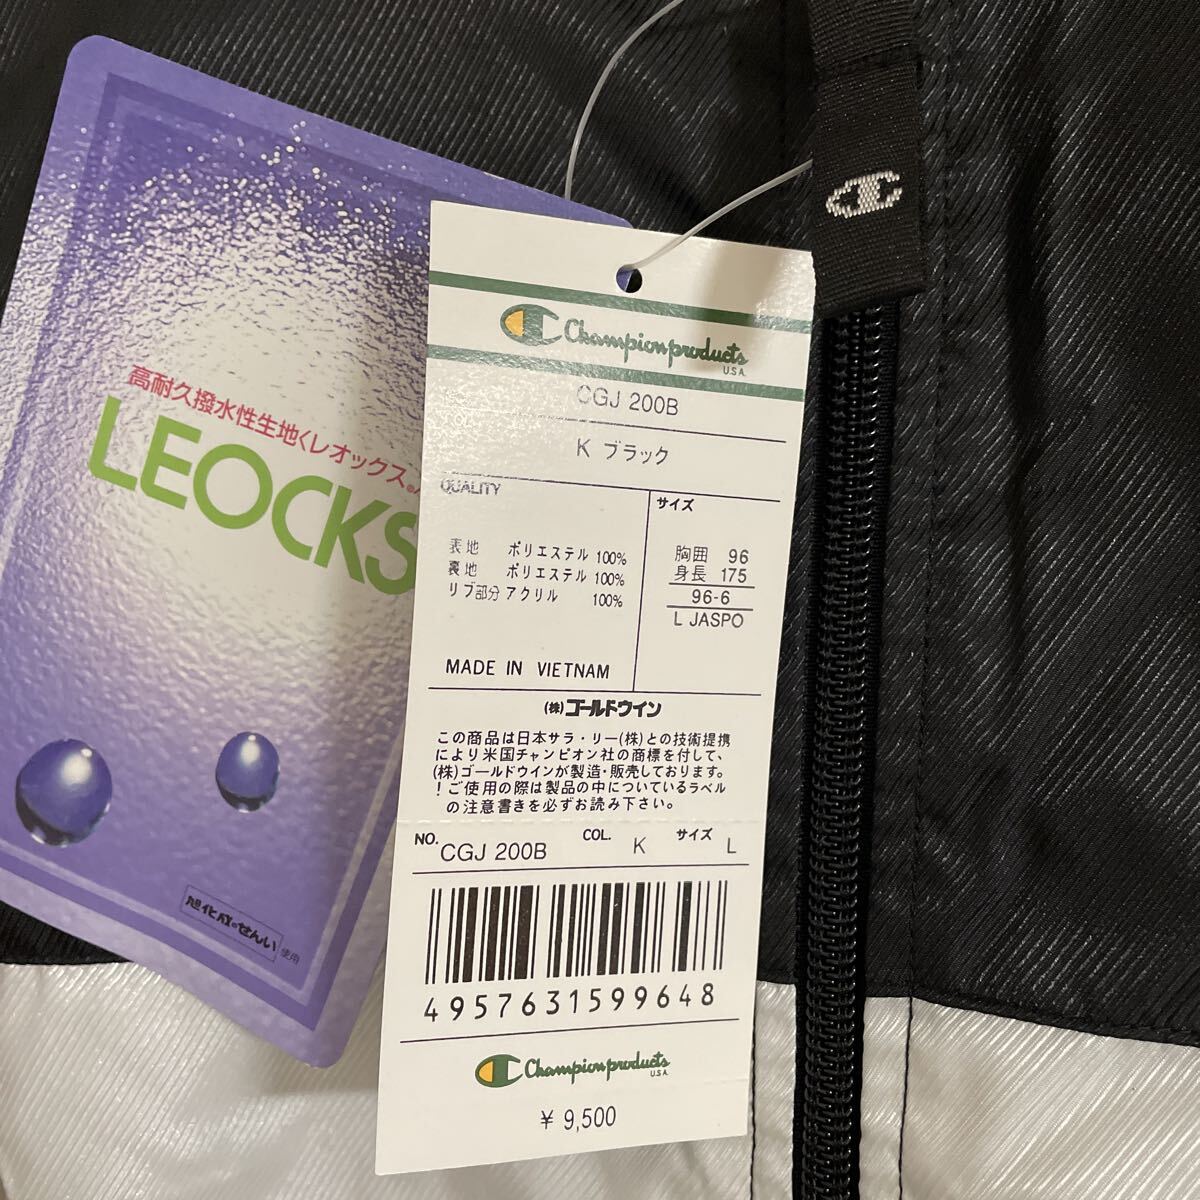 高耐久撥水性生地くレオックス®
LEOCKS
旭化成のせんい 使用
Champion products
U.S.A.
CGJ 200B
K ブラック
QUALITY
表地 ポリエステル 100%
裏地 ポリエステル 100%
リブ部分 アクリル 100%
MADE IN VIETNAM
サイズ
胸囲 96
身長 175
96-6
L JASPO
(株)ゴールドウイン
この商品は日本サラ・リー(株)との技術提携
により米国チャンピオン社の商標を付して、
(株)ゴールドウインが製造・販売しております。
!ご使用の際は製品の中についているラベル
の注意書きを必ずお読み下さい。
NO. CGJ 200B COL. K サイズ L
4957631599648
Champion products
U.S.A.
¥ 9,500